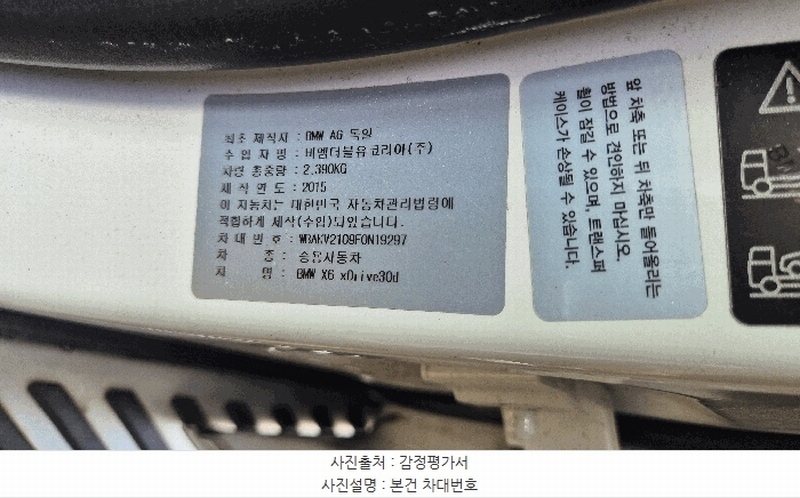 최초 제작자 : BMW AG 독일
수 입 자 명 : 비엠더블유코리아(주)
차량 총중량 : 2,390KG
제 작 연 도 : 2015
이 자동차는 대한민국 자동차관리법령에
적합하게 제작(수입)되었습니다.
차 대 번 호 : WBAKV2109F0N19297
차 종 : 승용자동차
차 명 : BMW X6 xDrive30d
앞 차축 또는 뒤 차축만 들어올리는
방법으로 견인하지 마십시오.
휠이 잠길 수 있으며, 트랜스퍼
케이스가 손상될 수 있습니다.
사진출처 : 감정평가서
사진설명 : 본건 차대번호